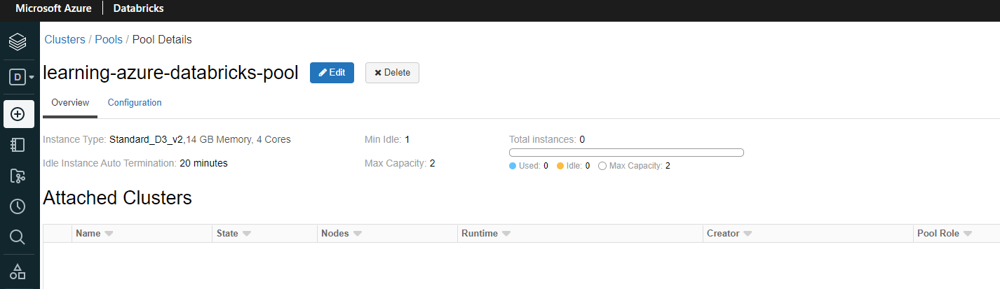 Microsoft Azure Databricks
Clusters / Pools / Pool Details
D
learning-azure-databricks-pool Edit Delete
Overview Configuration
Instance Type: Standard_D3_v2,14 GB Memory, 4 Cores Min Idle: 1 Total instances: 0
Idle Instance Auto Termination: 20 minutes Max Capacity: 2 Used: 0 Idle: 0 Max Capacity: 2
Attached Clusters
Name State Nodes Runtime Creator Pool Role